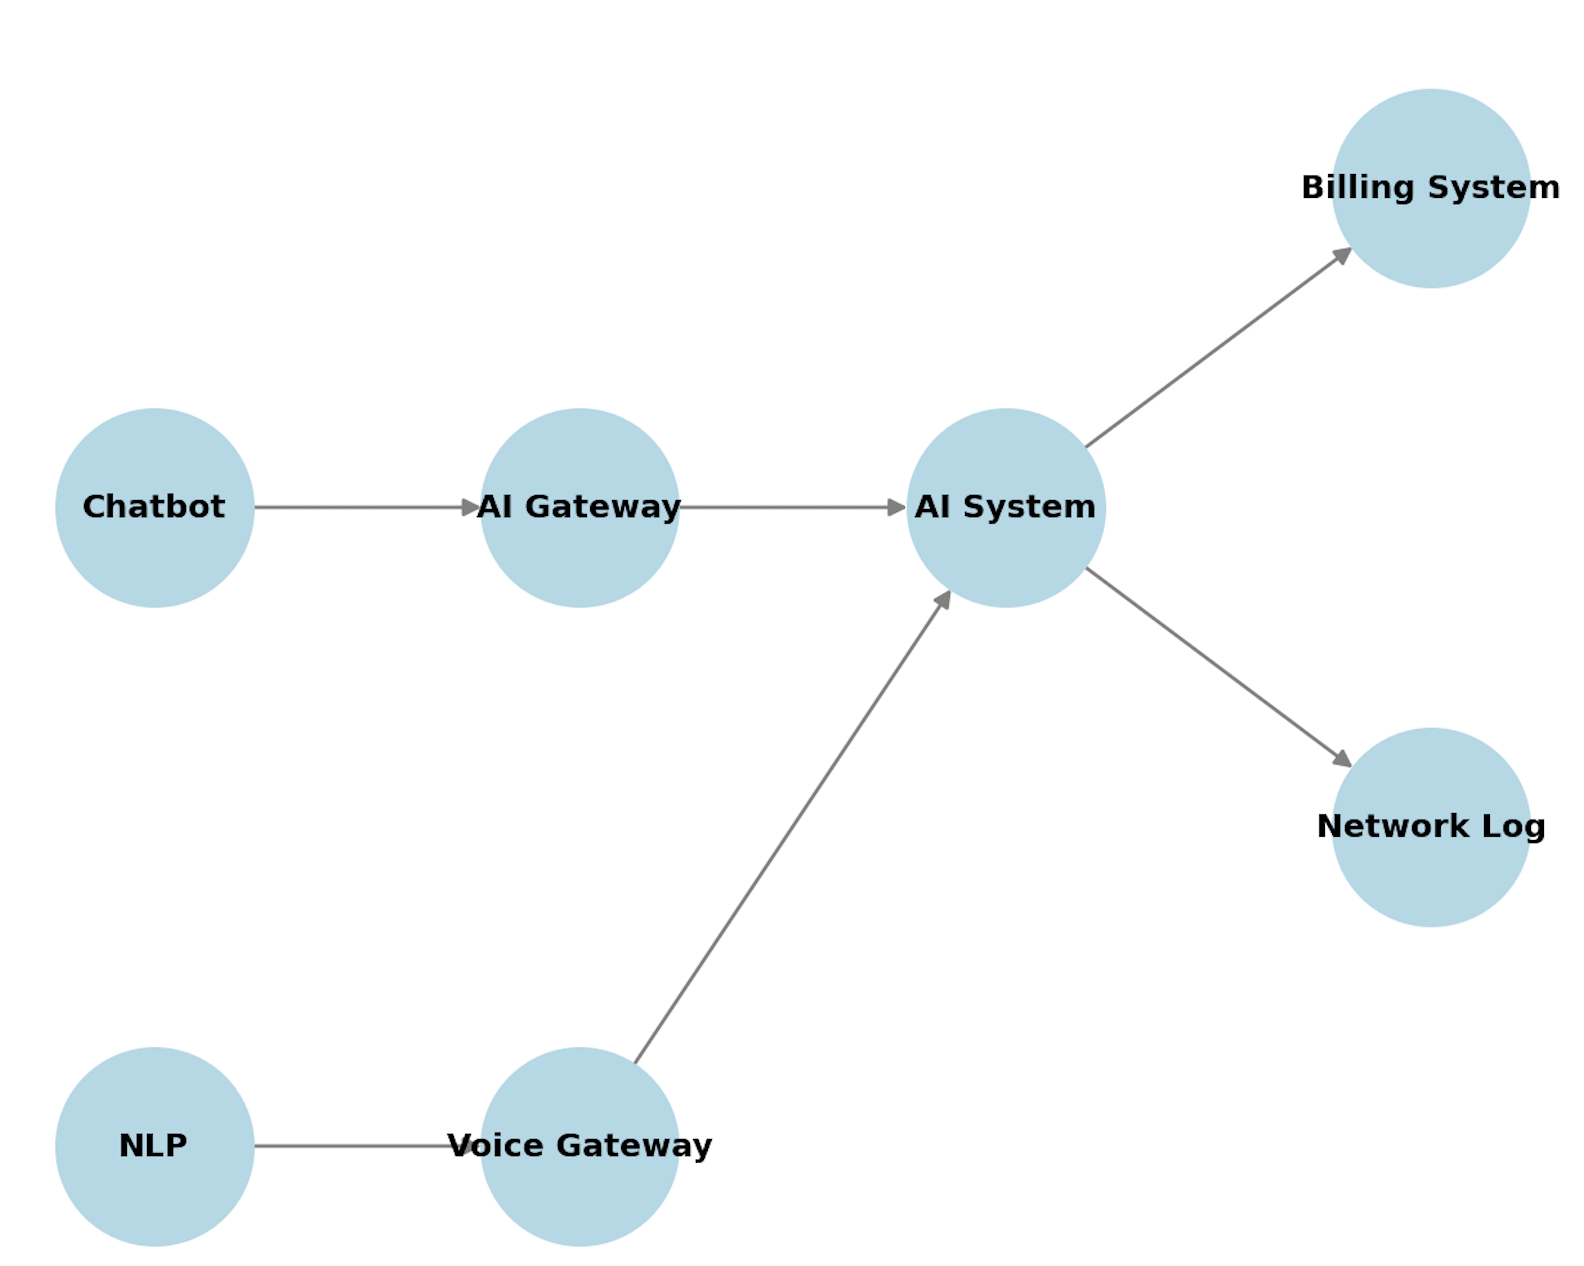 Billing System
Chatbot
AI Gateway
AI System
Network Log
NLP
Voice Gateway